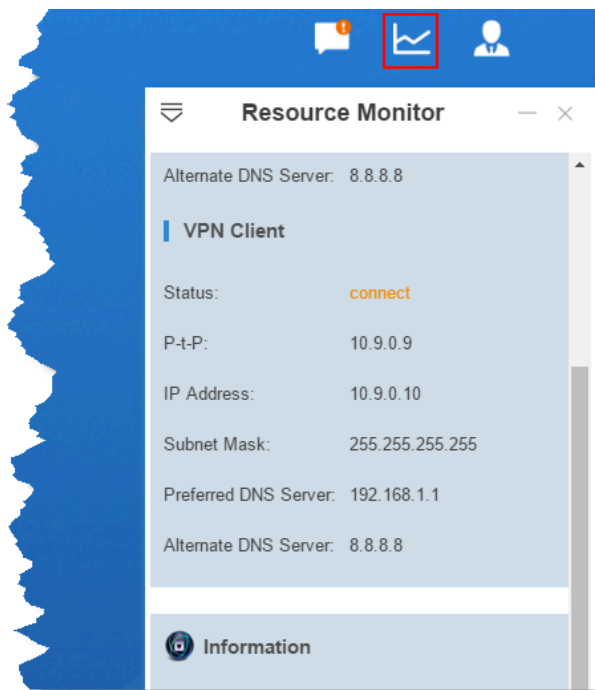 Resource Monitor
Alternate DNS Server: 8.8.8.8
VPN Client
Status: connect
P-t-P: 10.9.0.9
IP Address: 10.9.0.10
Subnet Mask: 255.255.255.255
Preferred DNS Server: 192.168.1.1
Alternate DNS Server: 8.8.8.8
Information